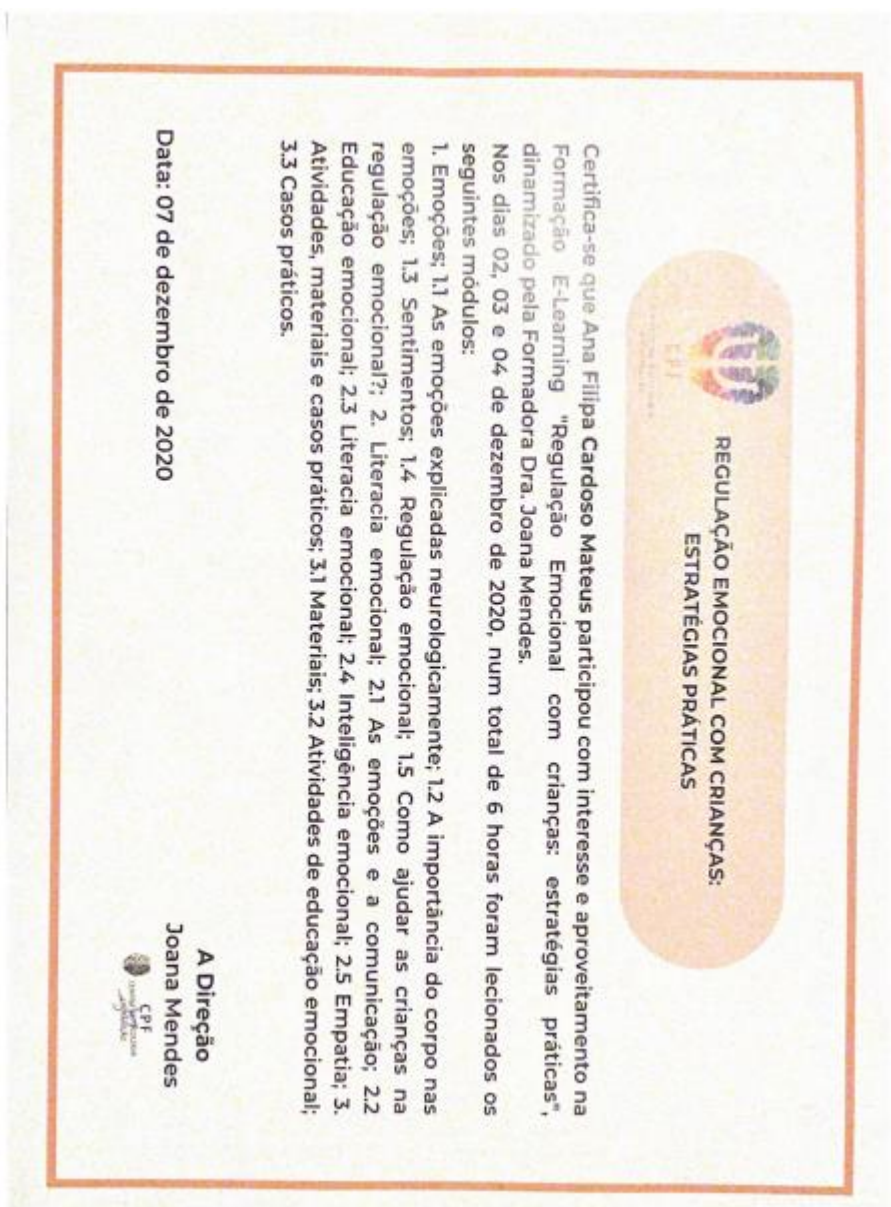 REGULAÇÃO EMOCIONAL COM CRIANÇAS:
ESTRATÉGIAS PRÁTICAS
CPF
Certifica-se que Ana Filipa Cardoso Mateus participou com interesse e aproveitamento na
Formação E-Learning "Regulação Emocional com crianças: estratégias práticas",
dinamizado pela Formadora Dra. Joana Mendes.
Nos dias 02, 03 e 04 de dezembro de 2020, num total de 6 horas foram lecionados os
seguintes módulos:
1. Emoções; 1.1 As emoções explicadas neurologicamente; 1.2 A importância do corpo nas
emoções; 1.3 Sentimentos; 1.4 Regulação emocional; 1.5 Como ajudar as crianças na
regulação emocional?; 2. Literacia emocional; 2.1 As emoções e a comunicação; 2.2
Educação emocional; 2.3 Literacia emocional; 2.4 Inteligência emocional; 2.5 Empatia; 3.
Atividades, materiais e casos práticos; 3.1 Materiais; 3.2 Atividades de educação emocional;
3.3 Casos práticos.
Data: 07 de dezembro de 2020
A Direção
Joana Mendes
CPF